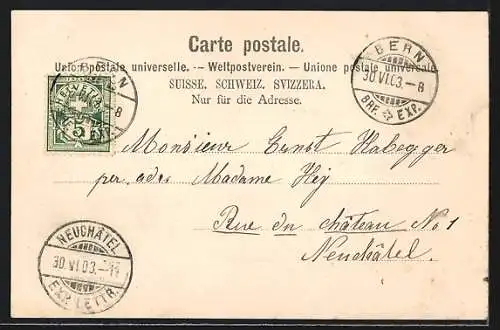 Carte postale.
Union postale universelle. -- Weltpostverein. -- Unione postale universale
SUISSE. SCHWEIZ. SVIZZERA.
Nur für die Adresse.
BERN
30.VI.03.-8
BRF. EXP.
HELVETIA
5
8
Monsieur Ernst Habegger
per. adr. Madame Hey
Rue du château No 1
Neuchâtel
NEUCHÂTEL
30.VI.03.-11
EXP. LETTR.